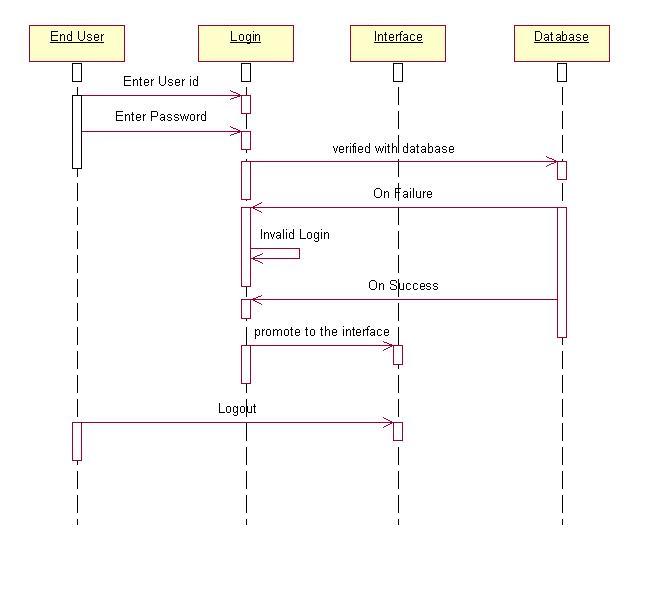 End User
Login
Interface
Database
Enter User id
Enter Password
verified with database
On Failure
Invalid Login
On Success
promote to the interface
Logout